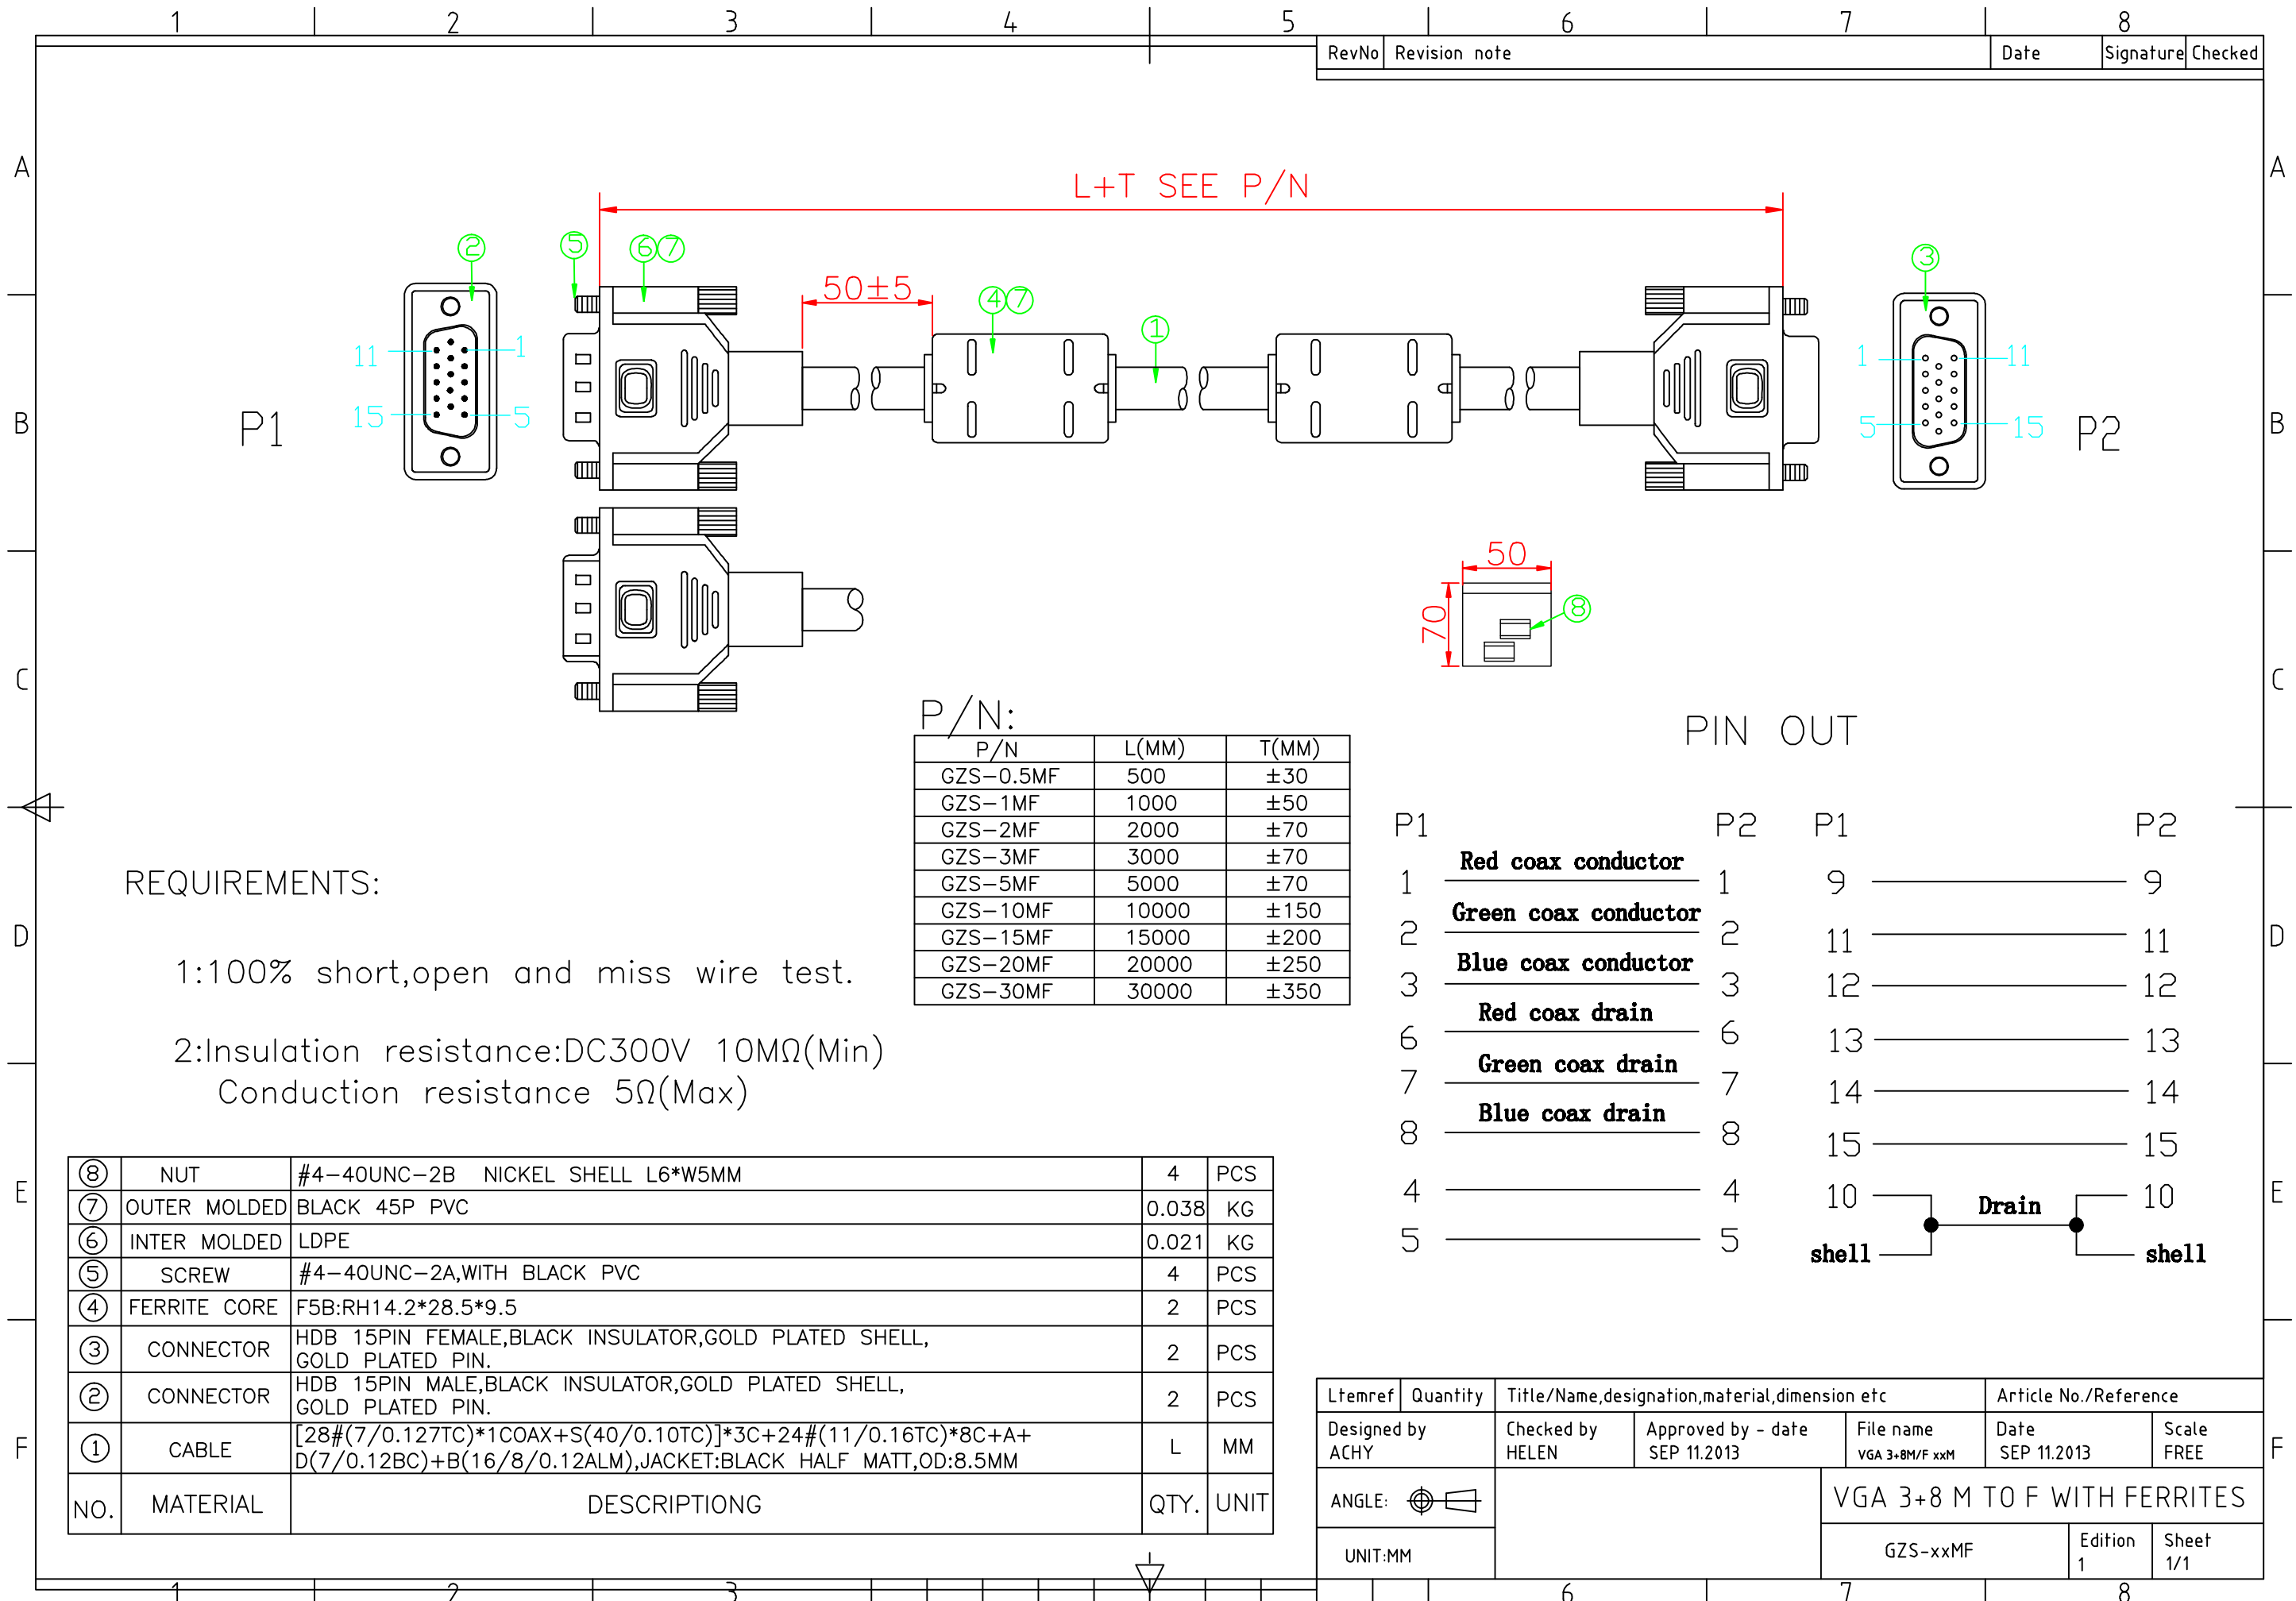 1 2 3 4 5 6 7 8
RevNo Revision note Date Signature Checked
A A
L+T SEE P/N
② ⑤ ⑥⑦ ③
50±5 ④⑦ ①
11 1 1 11
15 5 5 15
B P1 P2 B
50
70 ⑧
C C
P/N:
P/N L(MM) T(MM)
GZS-0.5MF 500 ±30
GZS-1MF 1000 ±50
GZS-2MF 2000 ±70
GZS-3MF 3000 ±70
GZS-5MF 5000 ±70
GZS-10MF 10000 ±150
GZS-15MF 15000 ±200
GZS-20MF 20000 ±250
GZS-30MF 30000 ±350
PIN OUT
P1 P2 P1 P2
1 Red coax conductor 1 9 9
2 Green coax conductor 2 11 11
3 Blue coax conductor 3 12 12
6 Red coax drain 6 13 13
7 Green coax drain 7 14 14
8 Blue coax drain 8 15 15
4 4 10 Drain 10
5 5 shell shell
REQUIREMENTS:
D D
1:100% short,open and miss wire test.
2:Insulation resistance:DC300V 10MΩ(Min)
Conduction resistance 5Ω(Max)
E E
⑧ NUT #4-40UNC-2B NICKEL SHELL L6*W5MM 4 PCS
⑦ OUTER MOLDED BLACK 45P PVC 0.038 KG
⑥ INTER MOLDED LDPE 0.021 KG
⑤ SCREW #4-40UNC-2A,WITH BLACK PVC 4 PCS
④ FERRITE CORE F5B:RH14.2*28.5*9.5 2 PCS
③ CONNECTOR HDB 15PIN FEMALE,BLACK INSULATOR,GOLD PLATED SHELL,
GOLD PLATED PIN. 2 PCS
② CONNECTOR HDB 15PIN MALE,BLACK INSULATOR,GOLD PLATED SHELL,
GOLD PLATED PIN. 2 PCS
① CABLE [28#(7/0.127TC)*1COAX+S(40/0.10TC)]*3C+24#(11/0.16TC)*8C+A+
D(7/0.12BC)+B(16/8/0.12ALM),JACKET:BLACK HALF MATT,OD:8.5MM L MM
NO. MATERIAL DESCRIPTIONG QTY. UNIT
F F
Ltemref Quantity Title/Name,designation,material,dimension etc Article No./Reference
Designed by Checked by Approved by - date File name Date Scale
ACHY HELEN SEP 11.2013 VGA 3+8M/F xxM SEP 11.2013 FREE
ANGLE: VGA 3+8 M TO F WITH FERRITES
UNIT:MM GZS-xxMF Edition Sheet
1 1/1
1 2 3 6 7 8